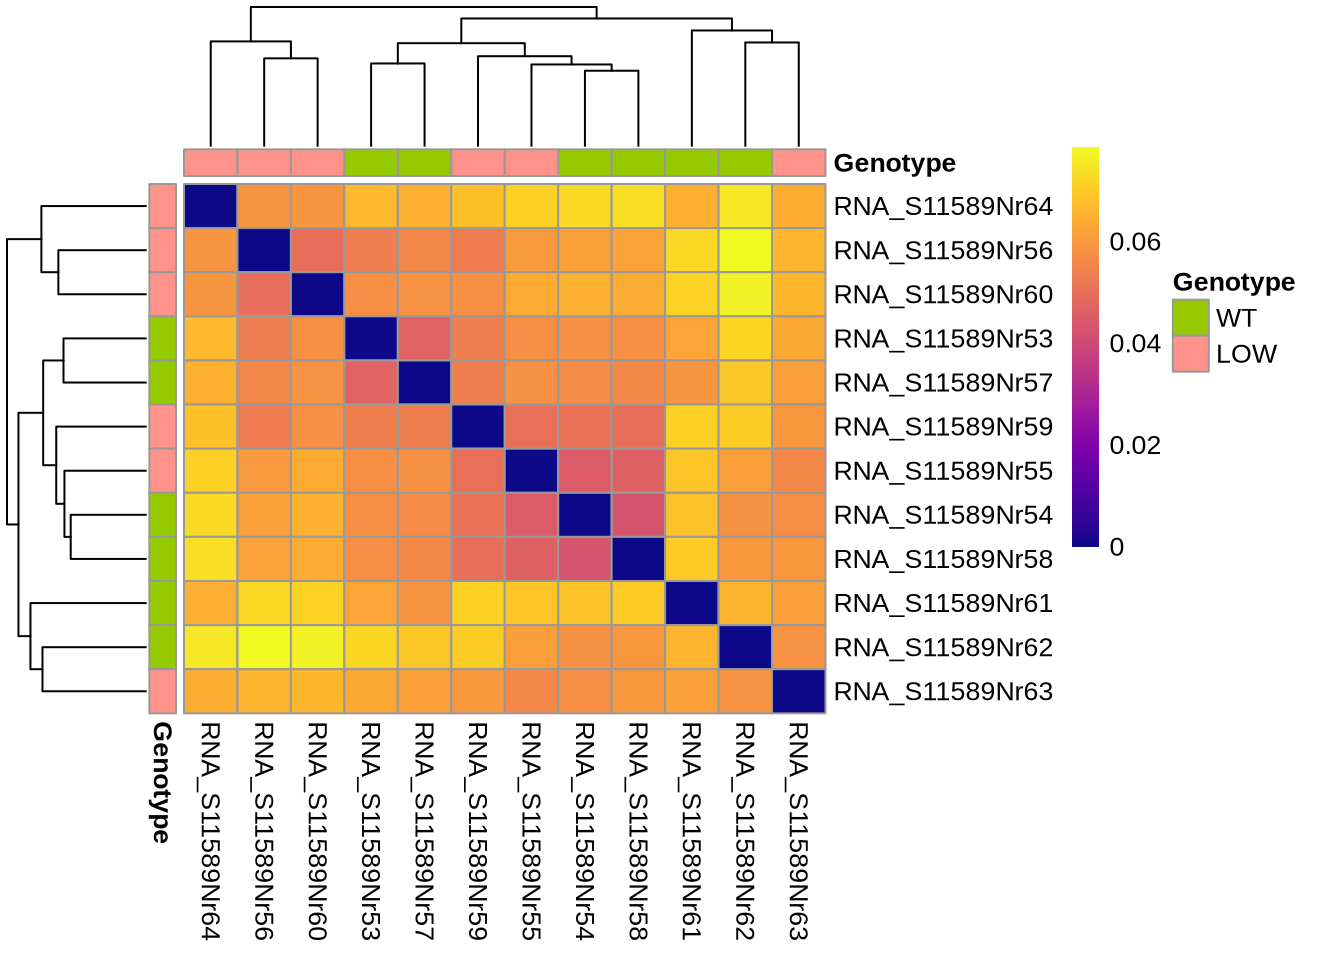 Genotype
RNA_S11589Nr64
RNA_S11589Nr56
RNA_S11589Nr60
RNA_S11589Nr53
RNA_S11589Nr57
RNA_S11589Nr59
RNA_S11589Nr55
RNA_S11589Nr54
RNA_S11589Nr58
RNA_S11589Nr61
RNA_S11589Nr62
RNA_S11589Nr63
0.06
0.04
0.02
0
Genotype
WT
LOW
Genotype
RNA_S11589Nr64
RNA_S11589Nr56
RNA_S11589Nr60
RNA_S11589Nr53
RNA_S11589Nr57
RNA_S11589Nr59
RNA_S11589Nr55
RNA_S11589Nr54
RNA_S11589Nr58
RNA_S11589Nr61
RNA_S11589Nr62
RNA_S11589Nr63